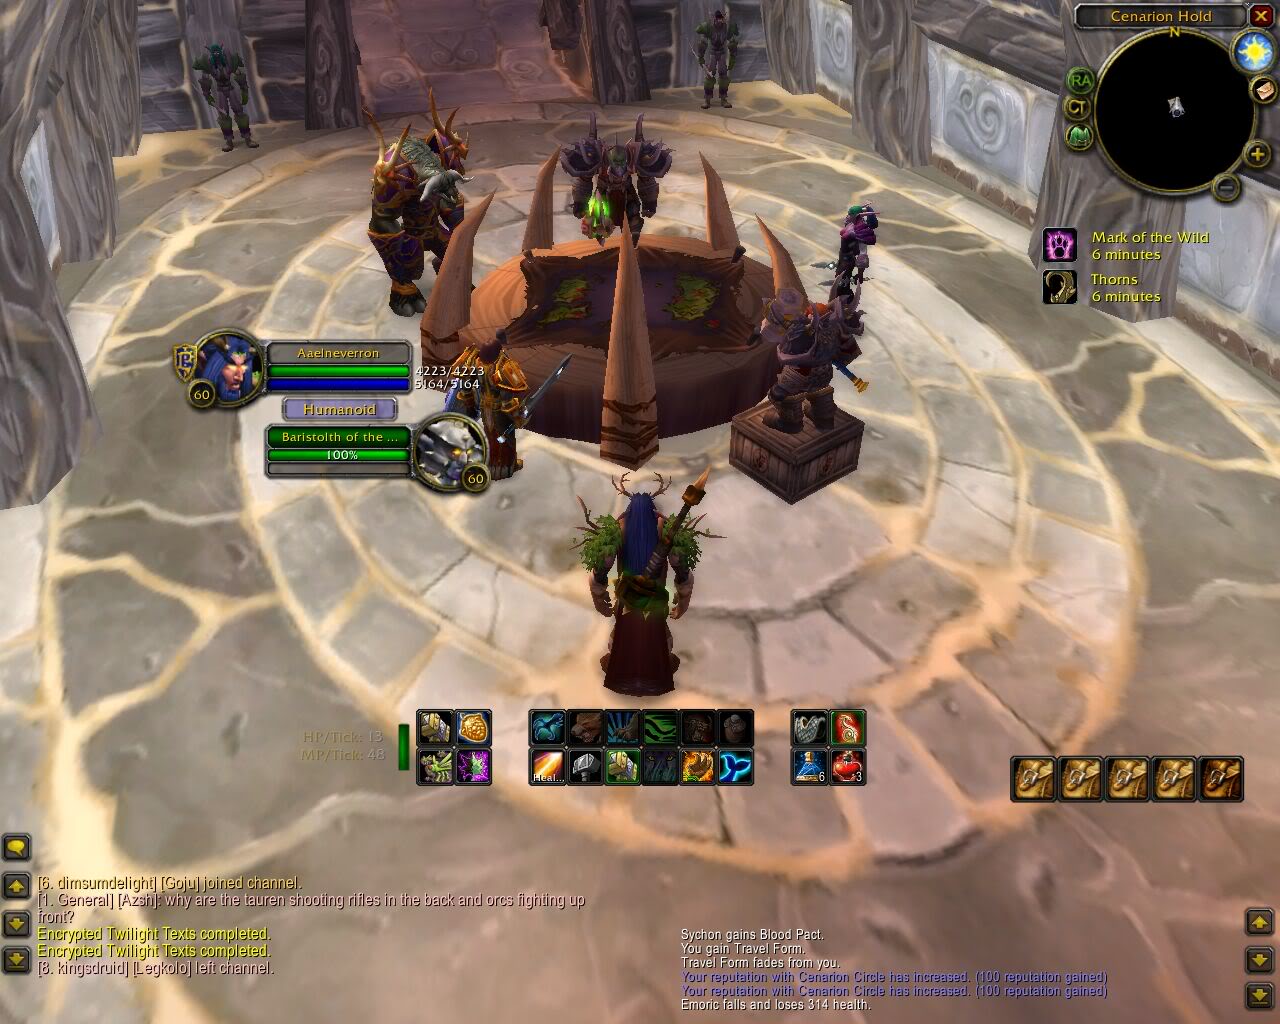 Cenarion Hold
N
RA
CT
Mark of the Wild
6 minutes
Thorns
6 minutes
Aaelneverron
4223/4223
5164/5164
60
Humanoid
Baristolth of the ...
100%
60
HP/Tick: 13
MP/Tick: 48
Heal...
6
3
[6. dimsumdelight] [Goju] joined channel.
[1. General] [Azsh]: why are the tauren shooting rifles in the back and orcs fighting up
front?
Encrypted Twilight Texts completed.
Encrypted Twilight Texts completed.
[8. kingsdruid] [Legkolo] left channel.
Sychon gains Blood Pact.
You gain Travel Form.
Travel Form fades from you.
Your reputation with Cenarion Circle has increased. (100 reputation gained)
Your reputation with Cenarion Circle has increased. (100 reputation gained)
Emoric falls and loses 314 health.